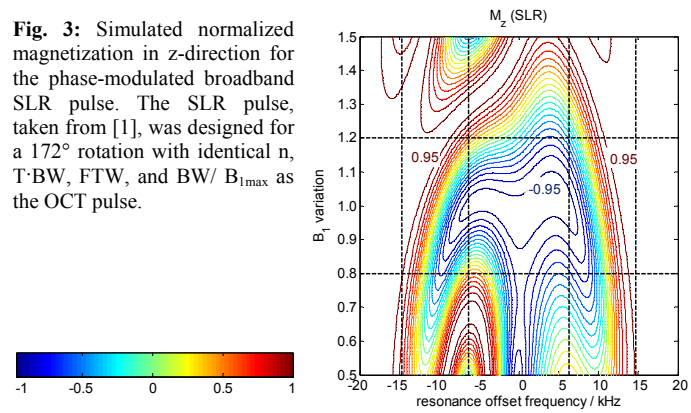 Fig. 3: Simulated normalized
magnetization in z-direction for
the phase-modulated broadband
SLR pulse. The SLR pulse,
taken from [1], was designed for
a 172° rotation with identical n,
T·BW, FTW, and BW/ B1max as
the OCT pulse.
-1 -0.5 0 0.5 1
Mz (SLR)
1.5
1.4
1.3
1.2
1.1
1.0
0.9
0.8
0.7
0.6
0.5
B1 variation
0.95
0.95
-0.95
-20 -15 -10 -5 0 5 10 15 20
resonance offset frequency / kHz